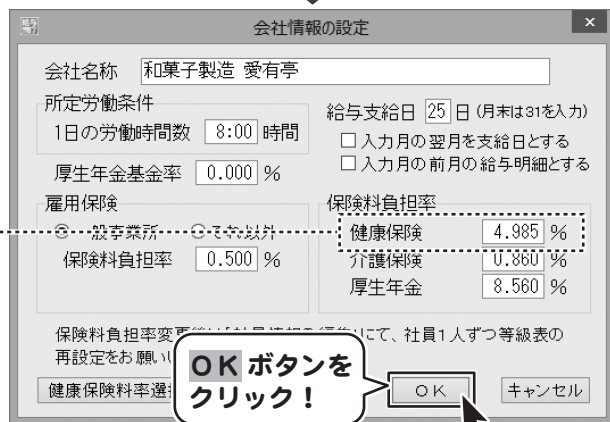 会社情報の設定
会社名称 和菓子製造 愛有亭
所定労働条件
1日の労働時間数 8:00 時間
給与支給日 25 日 (月末は31を入力)
入力月の翌月を支給日とする
入力月の前月の給与明細とする
厚生年金基金率 0.000 %
雇用保険
一般事業所 それ以外
保険料負担率 0.500 %
保険料負担率
健康保険 4.985 %
介護保険 0.860 %
厚生年金 8.560 %
保険料負担率変更 にて、社員1人ずつ等級表の
再設定をお願い
OK ボタンを
クリック！
健康保険料率選
OK
キャンセル